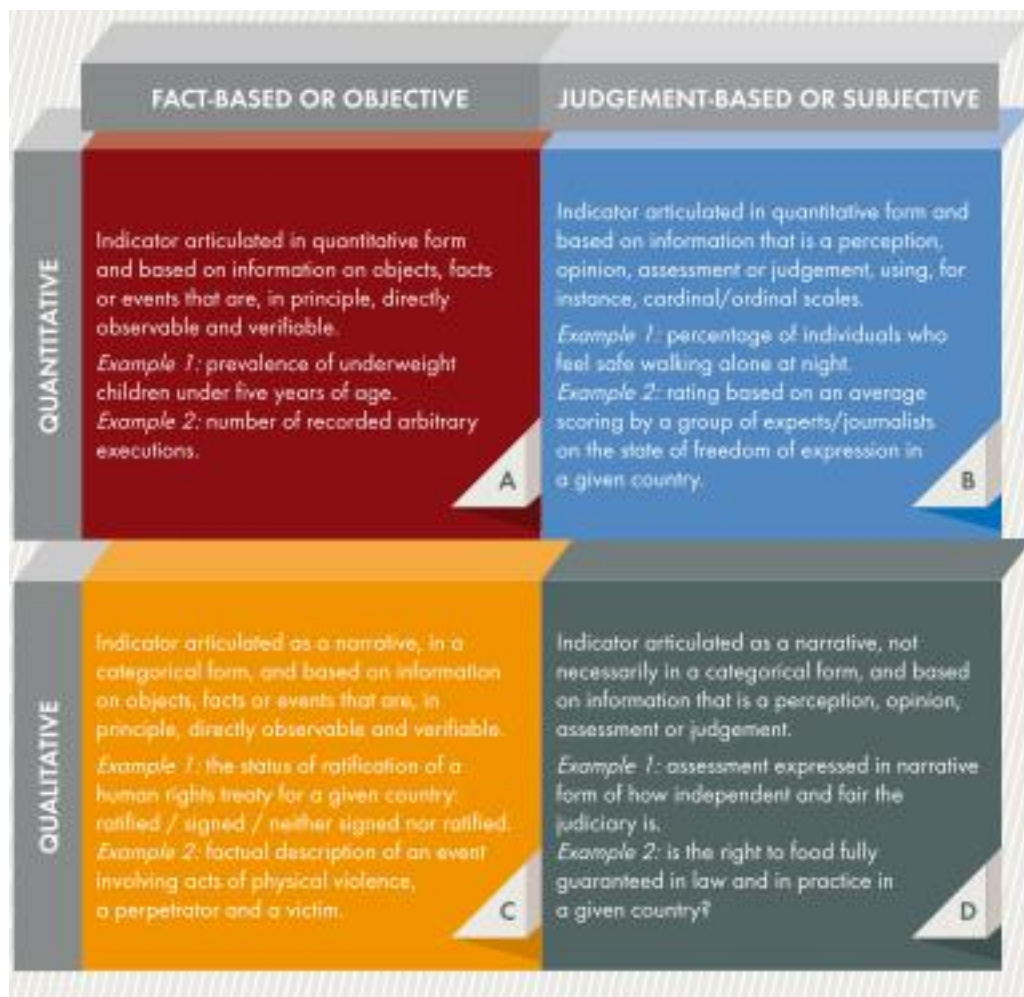 FACT-BASED OR OBJECTIVE
JUDGEMENT-BASED OR SUBJECTIVE
QUANTITATIVE
Indicator articulated in quantitative form
and based on information on objects, facts
or events that are, in principle, directly
observable and verifiable.
Example 1: prevalence of underweight
children under five years of age.
Example 2: number of recorded arbitrary
executions.
A
Indicator articulated in quantitative form and
based on information that is a perception,
opinion, assessment or judgement, using, for
instance, cardinal/ordinal scales.
Example 1: percentage of individuals who
feel safe walking alone at night.
Example 2: rating based on an average
scoring by a group of experts/journalists
on the state of freedom of expression in
a given country.
B
QUALITATIVE
Indicator articulated as a narrative, in a
categorical form, and based on information
on objects, facts or events that are, in
principle, directly observable and verifiable.
Example 1: the status of ratification of a
human rights treaty for a given country:
ratified / signed / neither signed nor ratified.
Example 2: factual description of an event
involving acts of physical violence,
a perpetrator and a victim.
C
Indicator articulated as a narrative, not
necessarily in a categorical form, and based
on information that is a perception, opinion,
assessment or judgement.
Example 1: assessment expressed in narrative
form of how independent and fair the
judiciary is.
Example 2: is the right to food fully
guaranteed in law and in practice in
a given country?
D